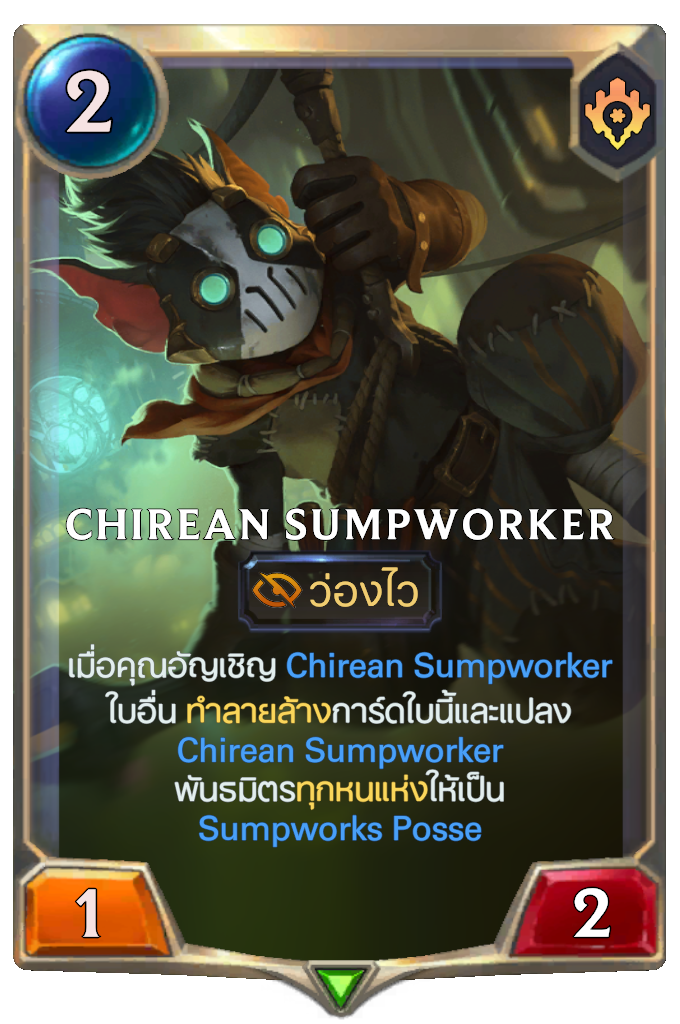 2
CHIREAN SUMPWORKER
ว่องไว
เมื่อคุณอัญเชิญ Chirean Sumpworker
ใบอื่น ทำลายล้างการ์ดใบนี้และแปลง
Chirean Sumpworker
พันธมิตรทุกหนแห่งให้เป็น
Sumpworks Posse
1
2